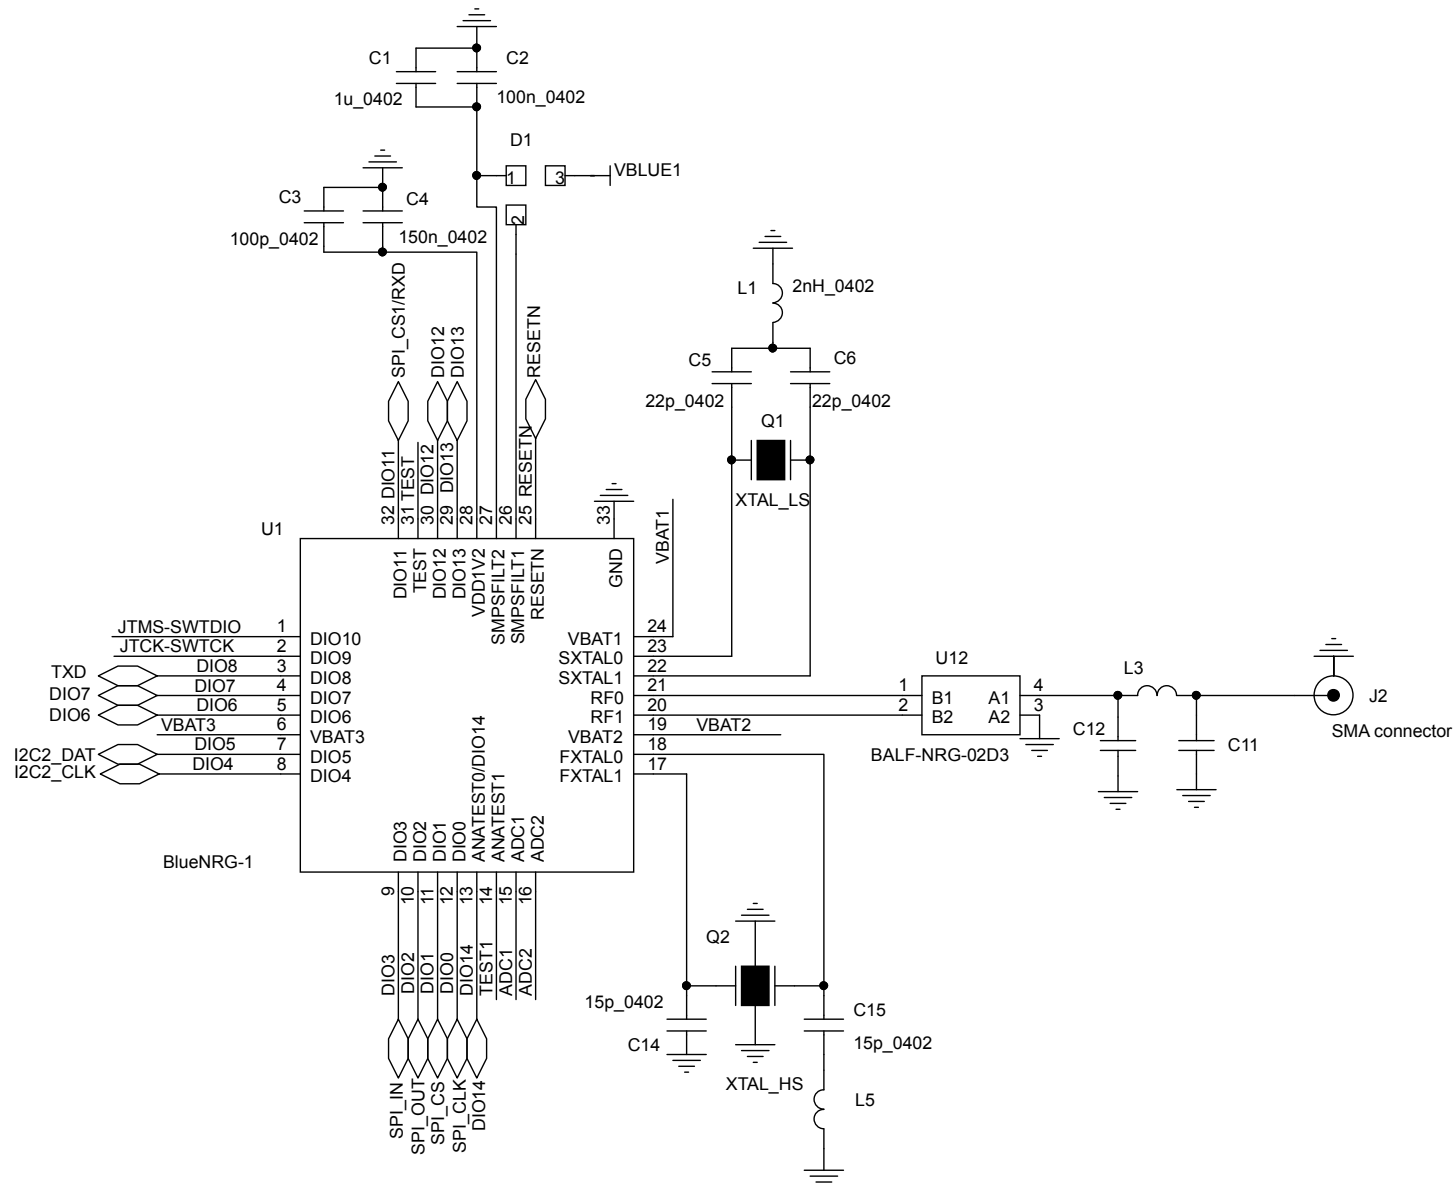 C1
C2
1u_0402
100n_0402
D1
1
3
VBLUE1
2
C3
C4
100p_0402
150n_0402
L1
2nH_0402
C5
C6
22p_0402
22p_0402
Q1
XTAL_LS
SPI_CS1/RXD
DIO12
DIO13
RESETN
32
DIO11
31
TEST
30
DIO12
29
DIO13
28
27
26
25
RESETN
33
VBAT1
U1
DIO11
TEST
DIO12
DIO13
VDD1V2
SMPSFILT2
SMPSFILT1
RESETN
GND
JTMS-SWTDIO
1
DIO10
JTCK-SWTCK
2
DIO9
TXD
DIO8
3
DIO8
DIO7
DIO7
4
DIO7
DIO6
DIO6
5
DIO6
VBAT3
6
VBAT3
I2C2_DAT
DIO5
7
DIO5
I2C2_CLK
DIO4
8
DIO4
VBAT1
24
SXTAL0
23
SXTAL1
22
RF0
21
RF1
20
VBAT2
19
VBAT2
FXTAL0
18
FXTAL1
17
U12
1
B1
A1
4
2
B2
A2
3
BALF-NRG-02D3
L3
C12
C11
J2
SMA connector
DIO3
DIO2
DIO1
DIO0
ANATEST0/DIO14
ANATEST1
ADC1
ADC2
BlueNRG-1
9
10
11
12
13
14
15
16
DIO3
DIO2
DIO1
DIO0
DIO14
TEST1
ADC1
ADC2
SPI_IN
SPI_OUT
SPI_CS
SPI_CLK
DIO14
Q2
15p_0402
C14
XTAL_HS
C15
15p_0402
L5